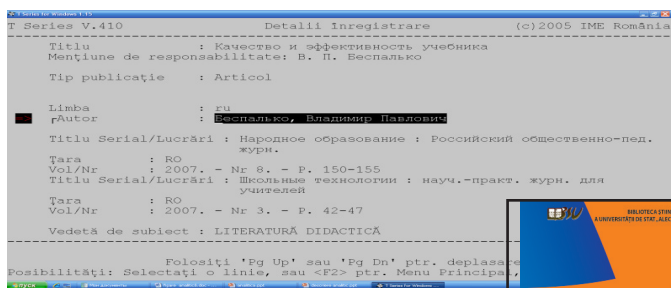 T Series for Windows 1.15
T Series V.410 Detalii înregistrare (c)2005 IME România
Titlu : Качество и эффективность учебника
Menţiune de responsabilitate: В. П. Беспалько
Tip publicaţie : Articol
Limba : ru
Autor : Беспалько, Владимир Павлович
Titlu Serial/Lucrări : Народное образование : Российский общественно-пед.
журн.
Ţara : RO
Vol/Nr : 2007. - Nr 8. - P. 150-155
Titlu Serial/Lucrări : Школьные технологии : науч.-практ. журн. для
учителей
Ţara : RO
Vol/Nr : 2007. - Nr 3. - P. 42-47
Vedetă de subiect : LITERATURĂ DIDACTICĂ
Folosiţi 'Pg Up' sau 'Pg Dn' ptr. deplasare
Posibilităţi: Selectaţi o linie, sau <F2> ptr. Menu Principal,
BIBLIOTECA ŞTIIN
A UNIVERSITĂŢII DE STAT „ALEC
пуск
Мои документы
T Series for Windows ...